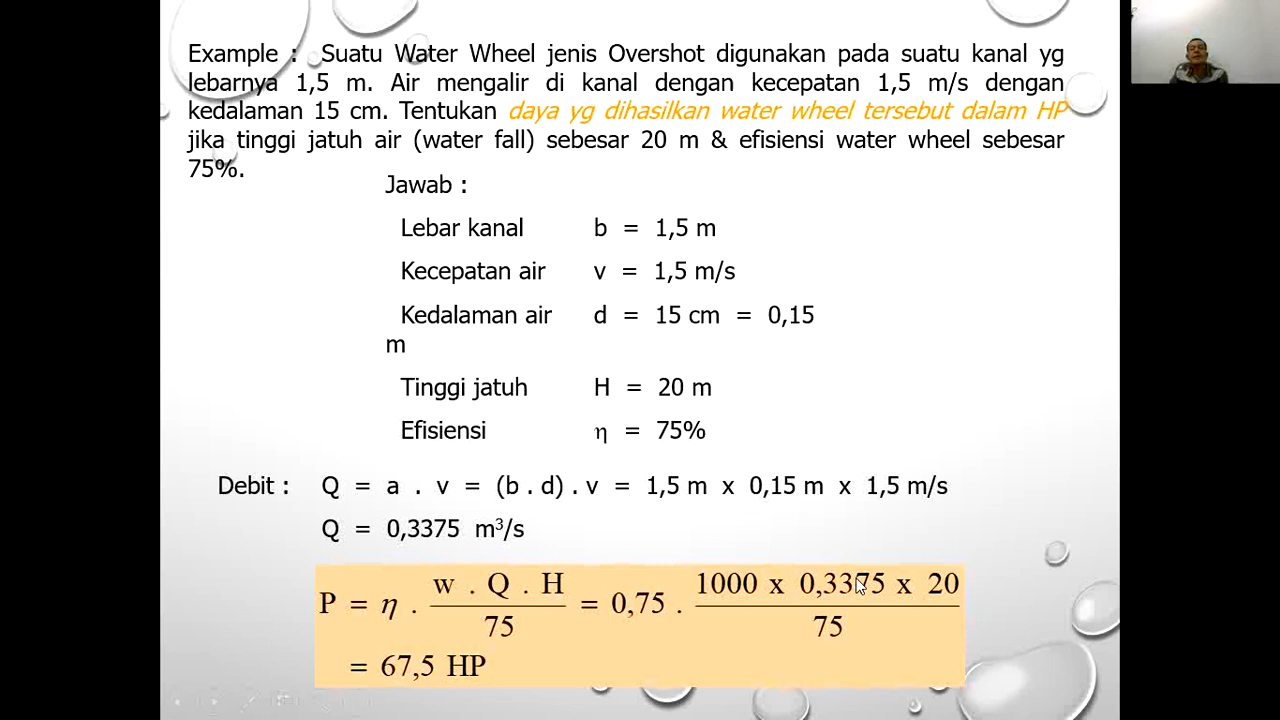 Example : Suatu Water Wheel jenis Overshot digunakan pada suatu kanal yg
lebarnya 1,5 m. Air mengalir di kanal dengan kecepatan 1,5 m/s dengan
kedalaman 15 cm. Tentukan daya yg dihasilkan water wheel tersebut dalam HP
jika tinggi jatuh air (water fall) sebesar 20 m & efisiensi water wheel sebesar
75%.
Jawab :
Lebar kanal b = 1,5 m
Kecepatan air v = 1,5 m/s
Kedalaman air d = 15 cm = 0,15
m
Tinggi jatuh H = 20 m
Efisiensi η = 75%
Debit : Q = a . v = (b . d) . v = 1,5 m x 0,15 m x 1,5 m/s
Q = 0,3375 m³/s
P = η . w . Q . H / 75 = 0,75 . 1000 x 0,3375 x 20 / 75
= 67,5 HP